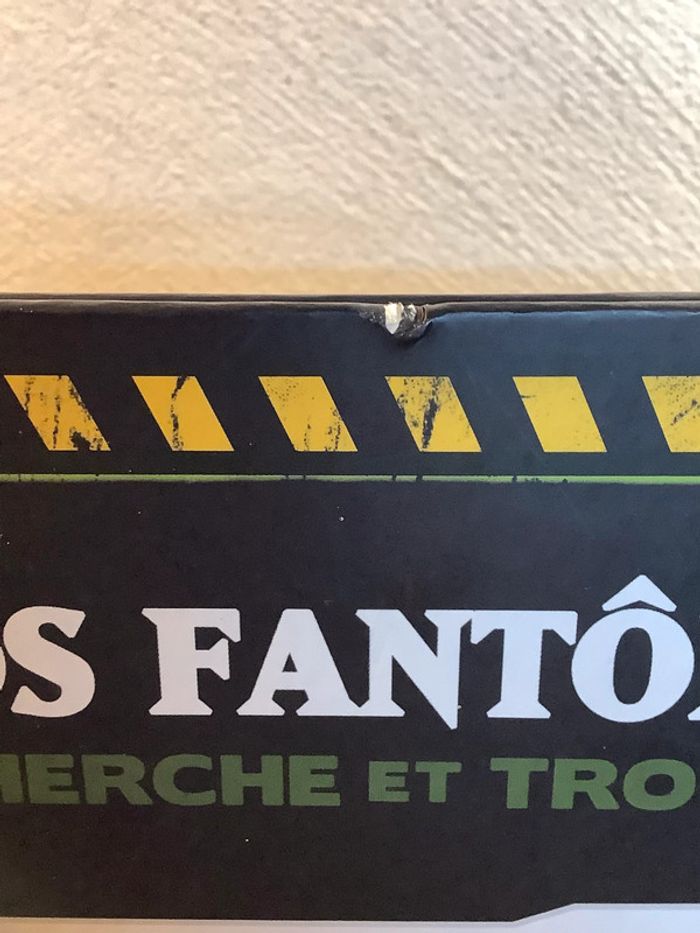 OS FANTÔ
HERCHE ET TRO